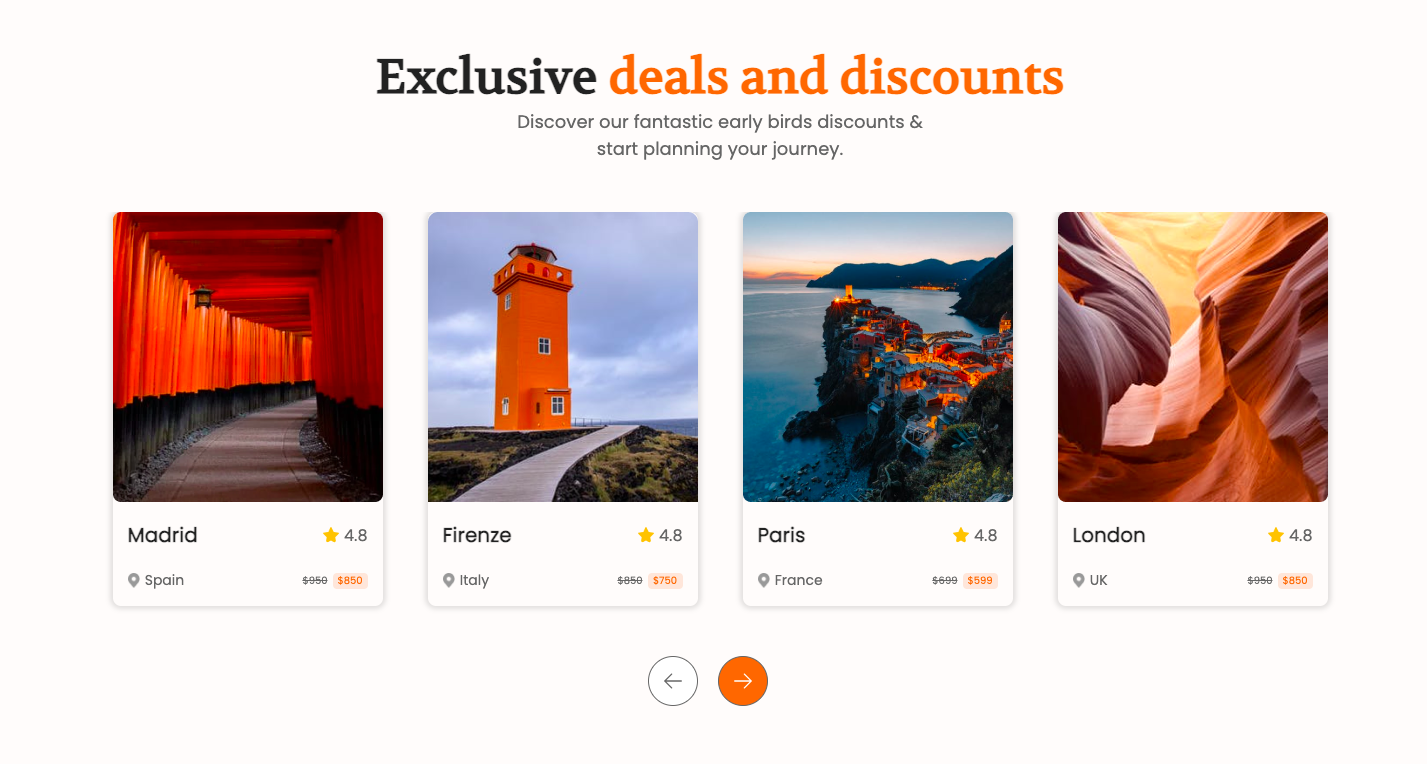 Exclusive deals and discounts
Discover our fantastic early birds discounts &
start planning your journey.
Madrid 4.8
Spain $950 $850
Firenze 4.8
Italy $850 $750
Paris 4.8
France $699 $599
London 4.8
UK $950 $850